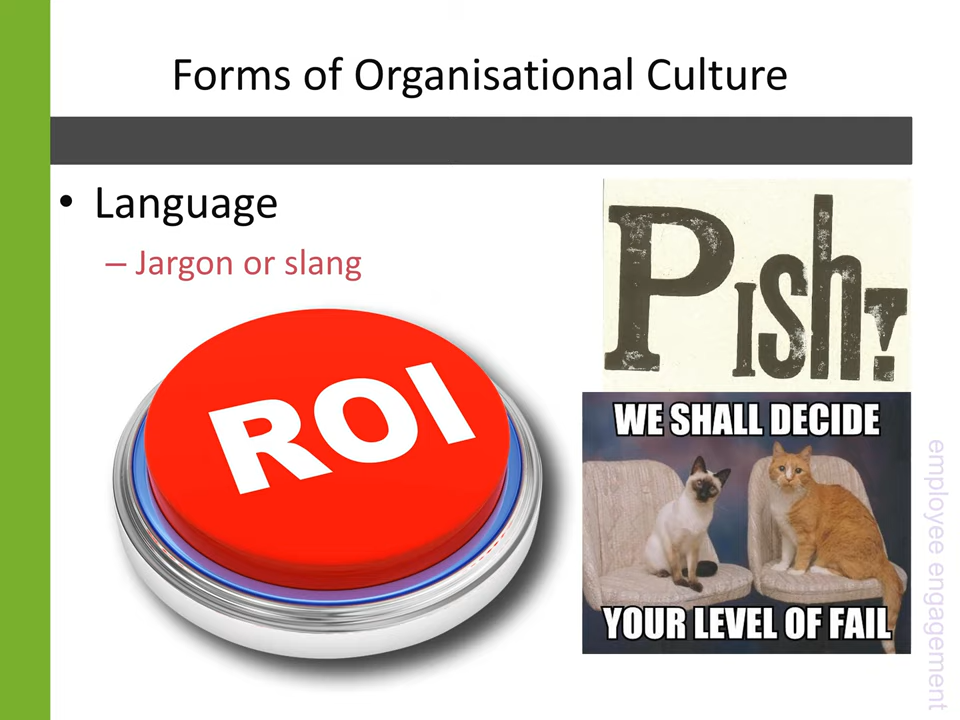 Forms of Organisational Culture
• Language
– Jargon or slang
ROI
Pish!
WE SHALL DECIDE
YOUR LEVEL OF FAIL
employee engagement